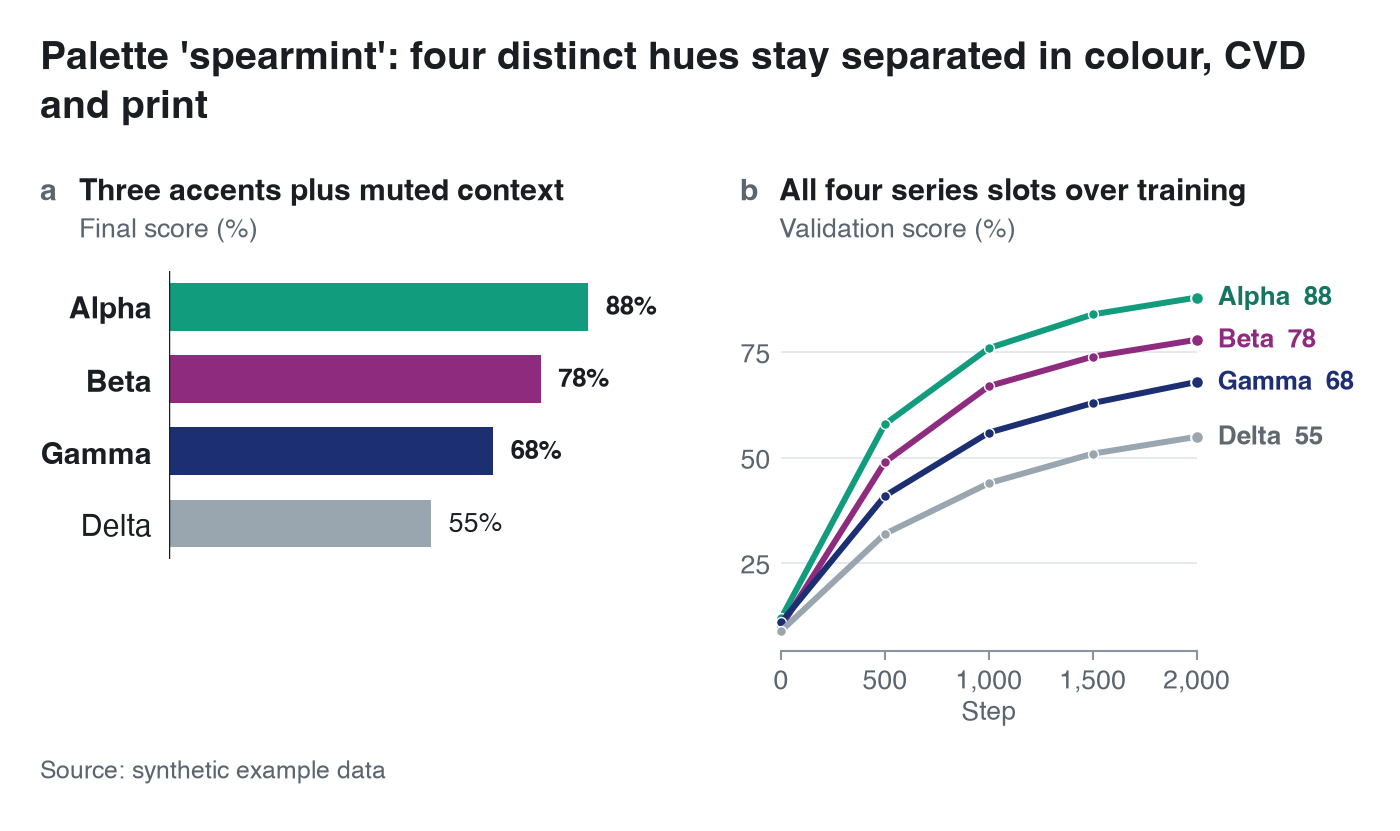 Palette 'spearmint': four distinct hues stay separated in colour, CVD
and print
a Three accents plus muted context
Final score (%)
Alpha 88%
Beta 78%
Gamma 68%
Delta 55%
b All four series slots over training
Validation score (%)
75
50
25
Alpha 88
Beta 78
Gamma 68
Delta 55
0 500 1,000 1,500 2,000
Step
Source: synthetic example data